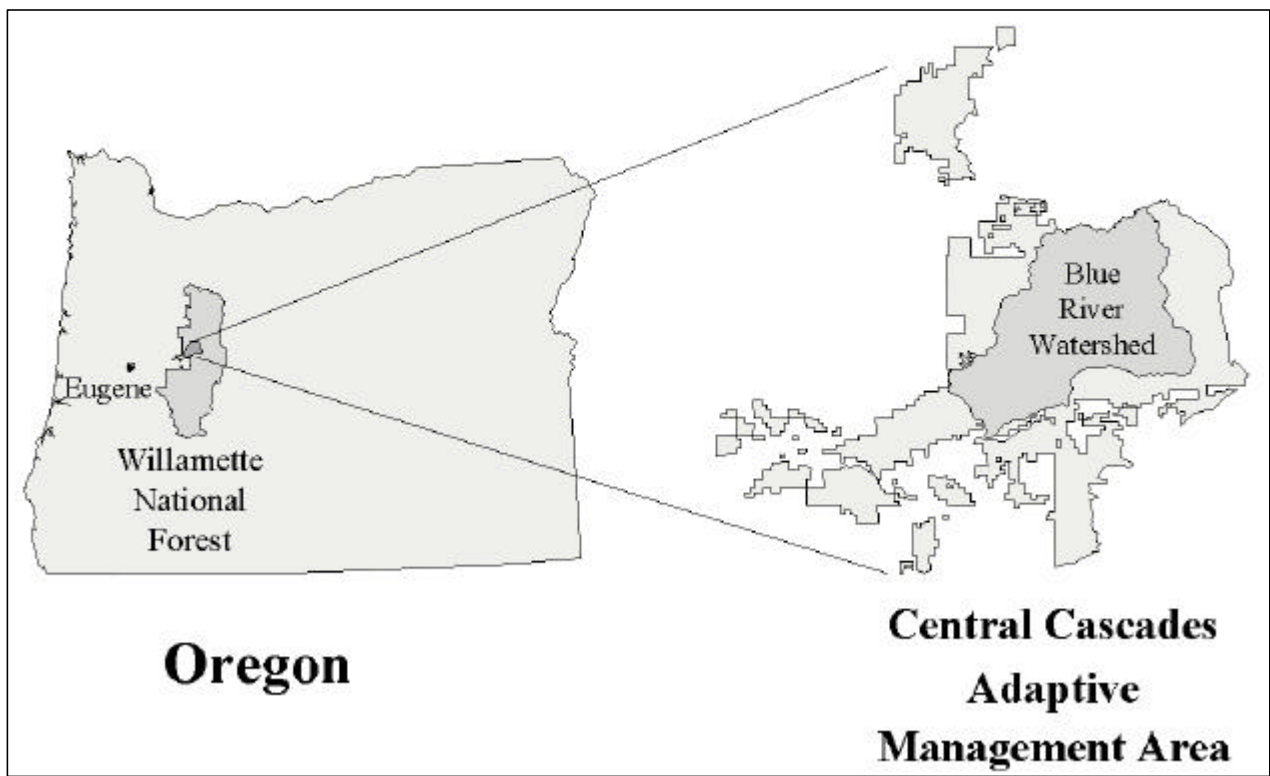 Eugene
Willamette
National
Forest
Oregon
Blue
River
Watershed
Central Cascades
Adaptive
Management Area